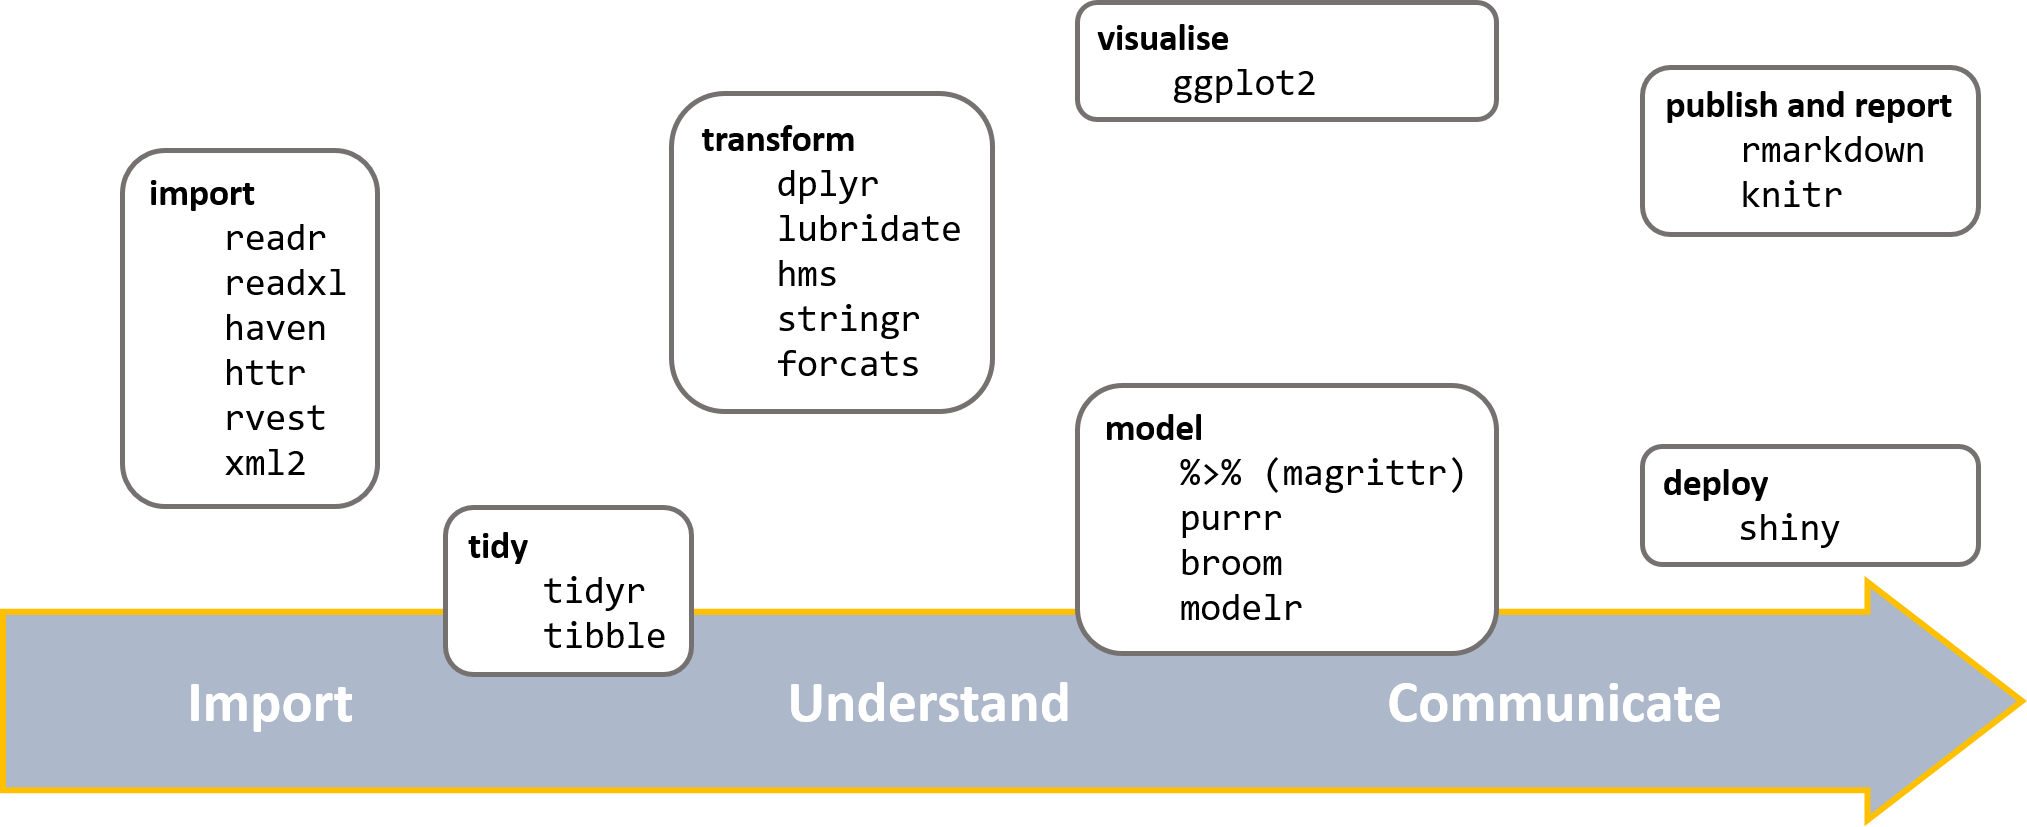 import
readr
readxl
haven
httr
rvest
xml2
tidy
tidyr
tibble
transform
dplyr
lubridate
hms
stringr
forcats
visualise
ggplot2
model
%>% (magrittr)
purrr
broom
modelr
publish and report
rmarkdown
knitr
deploy
shiny
Import
Understand
Communicate